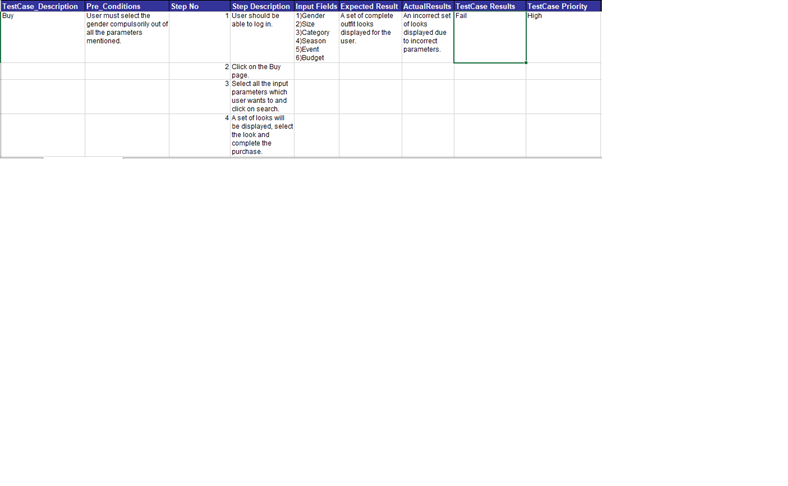 TestCase_Description Pre_Conditions Step No Step Description Input Fields Expected Result ActualResults TestCase Results TestCase Priority
Buy User must select the 1 User should be 1)Gender A set of complete An incorrect set Fail High
gender compulsorily out of able to log in. 2)Size outfit looks of looks
all the parameters 3)Category displayed for the displayed due
mentioned. 4)Season user. to incorrect
5)Event parameters.
6)Budget
2 Click on the Buy
page.
3 Select all the input
parameters which
user wants to and
click on search.
4 A set of looks will
be displayed, select
the look and
complete the
purchase.